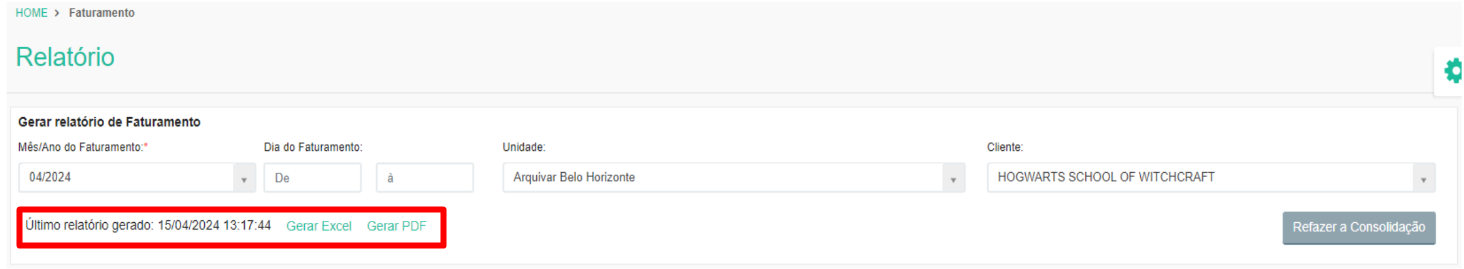 HOME > Faturamento
Relatório
Gerar relatório de Faturamento
Mês/Ano do Faturamento:* Dia do Faturamento: Unidade: Cliente:
04/2024 De à Arquivar Belo Horizonte HOGWARTS SCHOOL OF WITCHCRAFT
Último relatório gerado: 15/04/2024 13:17:44 Gerar Excel Gerar PDF Refazer a Consolidação